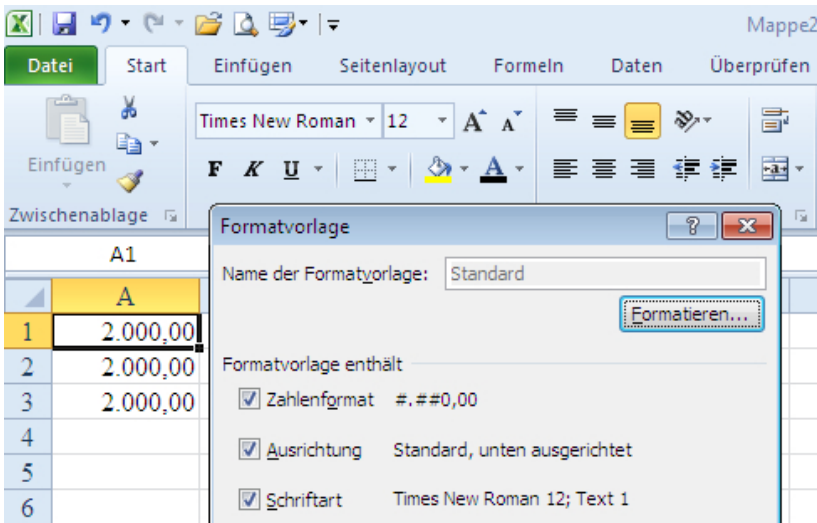 Mappe2
Datei Start Einfügen Seitenlayout Formeln Daten Überprüfen
Times New Roman 12 A A
Einfügen
F K U A a
Zwischenablage
Formatvorlage
A1
Name der Formatvorlage: Standard
A
Formatieren...
1 2.000,00
2 2.000,00
Formatvorlage enthält
3 2.000,00
Zahlenformat #.##0,00
4
Ausrichtung Standard, unten ausgerichtet
5
Schriftart Times New Roman 12; Text 1
6